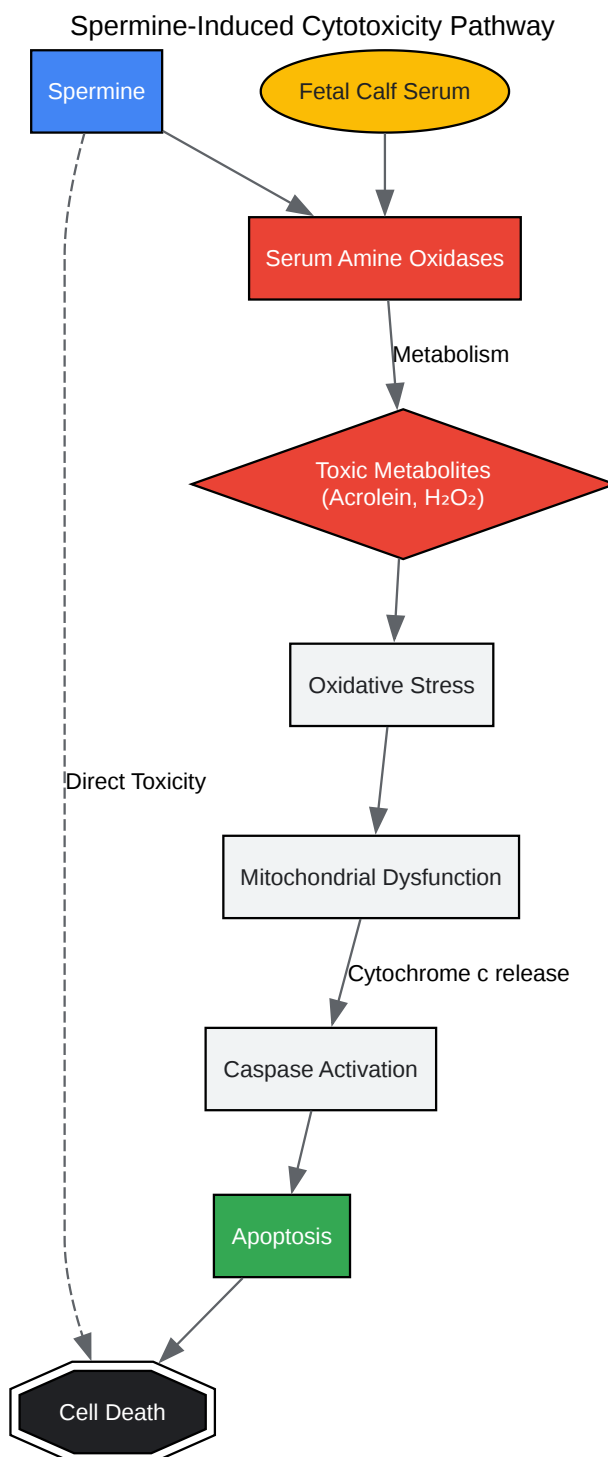 Spermine-Induced Cytotoxicity Pathway
Spermine
Fetal Calf Serum
Serum Amine Oxidases
Metabolism
Toxic Metabolites
(Acrolein, H₂O₂)
Oxidative Stress
Direct Toxicity
Mitochondrial Dysfunction
Cytochrome c release
Caspase Activation
Apoptosis
Cell Death